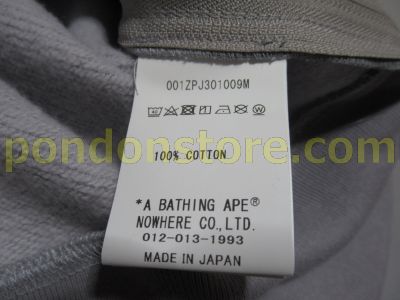 001ZPJ301009M
pondonstore.com
100% COTTON
*A BATHING APE®
NOWHERE CO.,LTD.
012-013-1993
MADE IN JAPAN